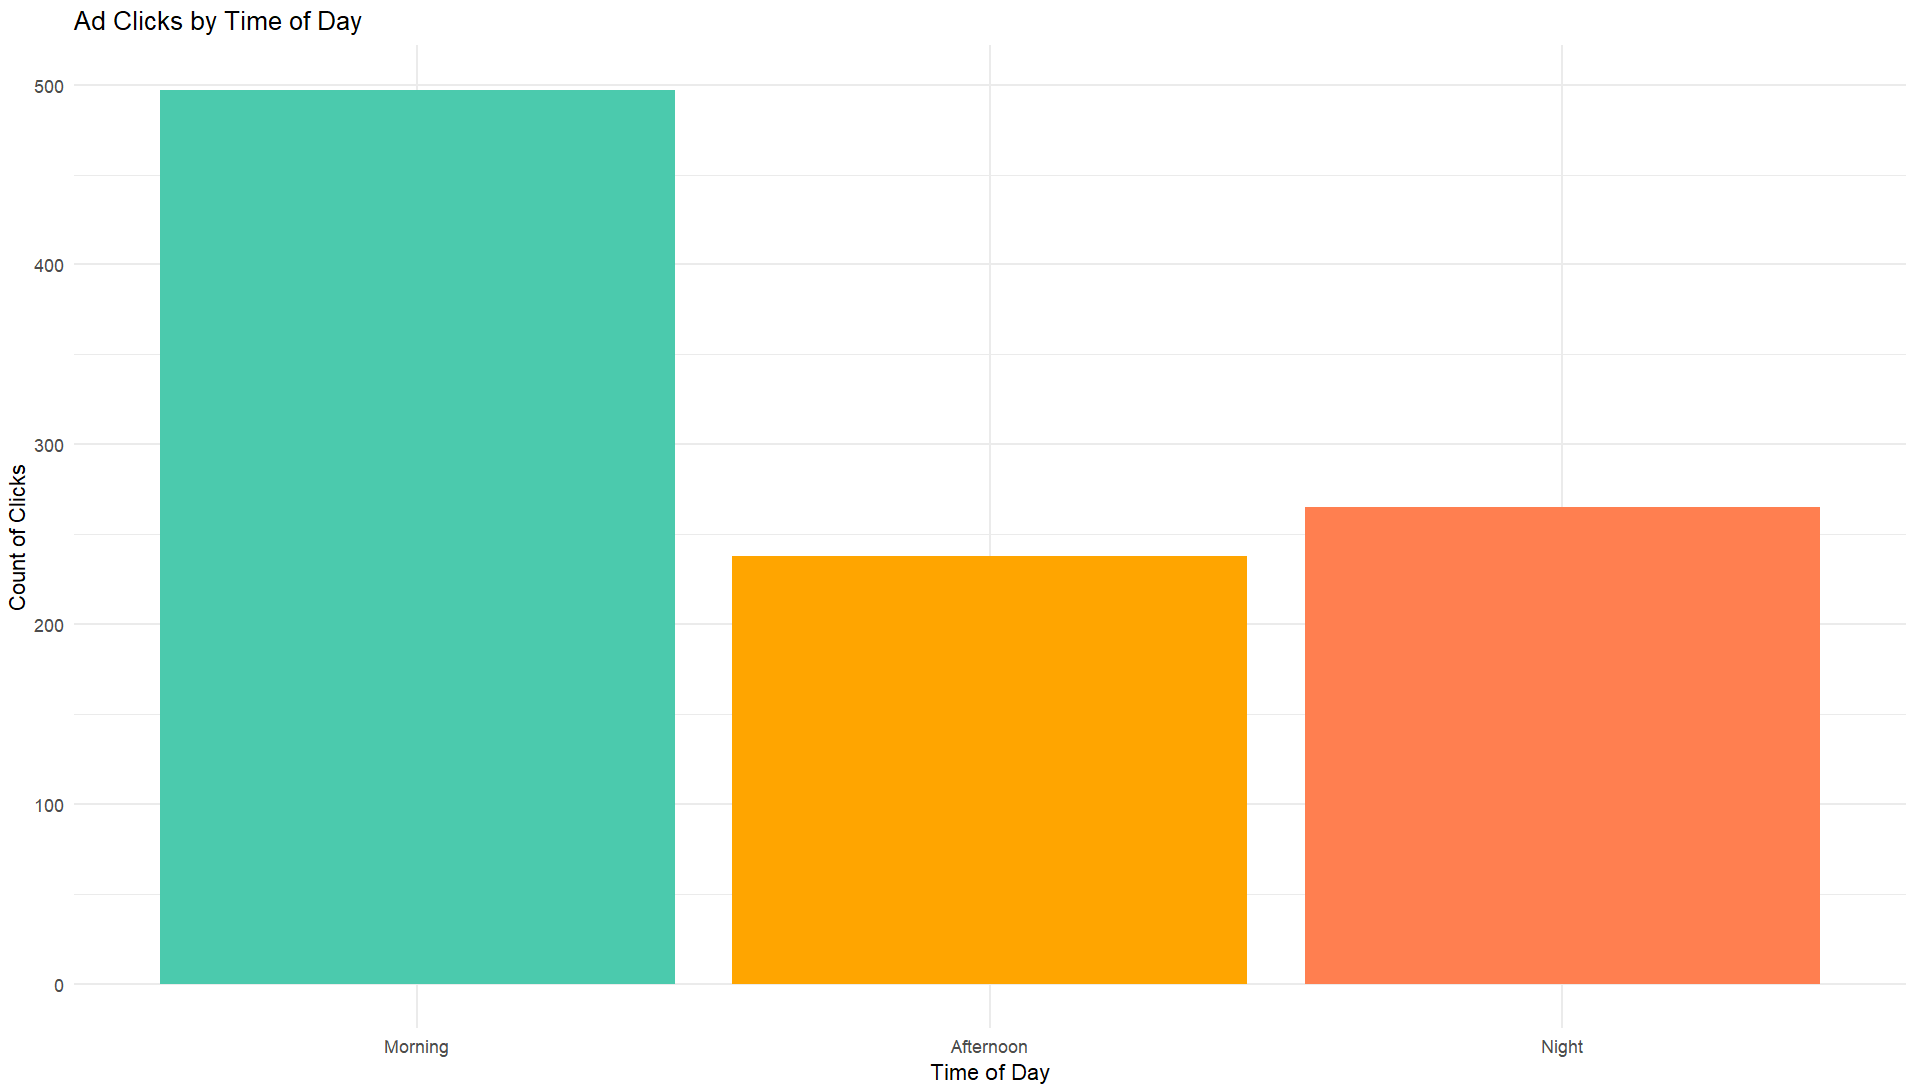 Ad Clicks by Time of Day
500
400
300
200
100
0
Count of Clicks
Morning
Afternoon
Night
Time of Day